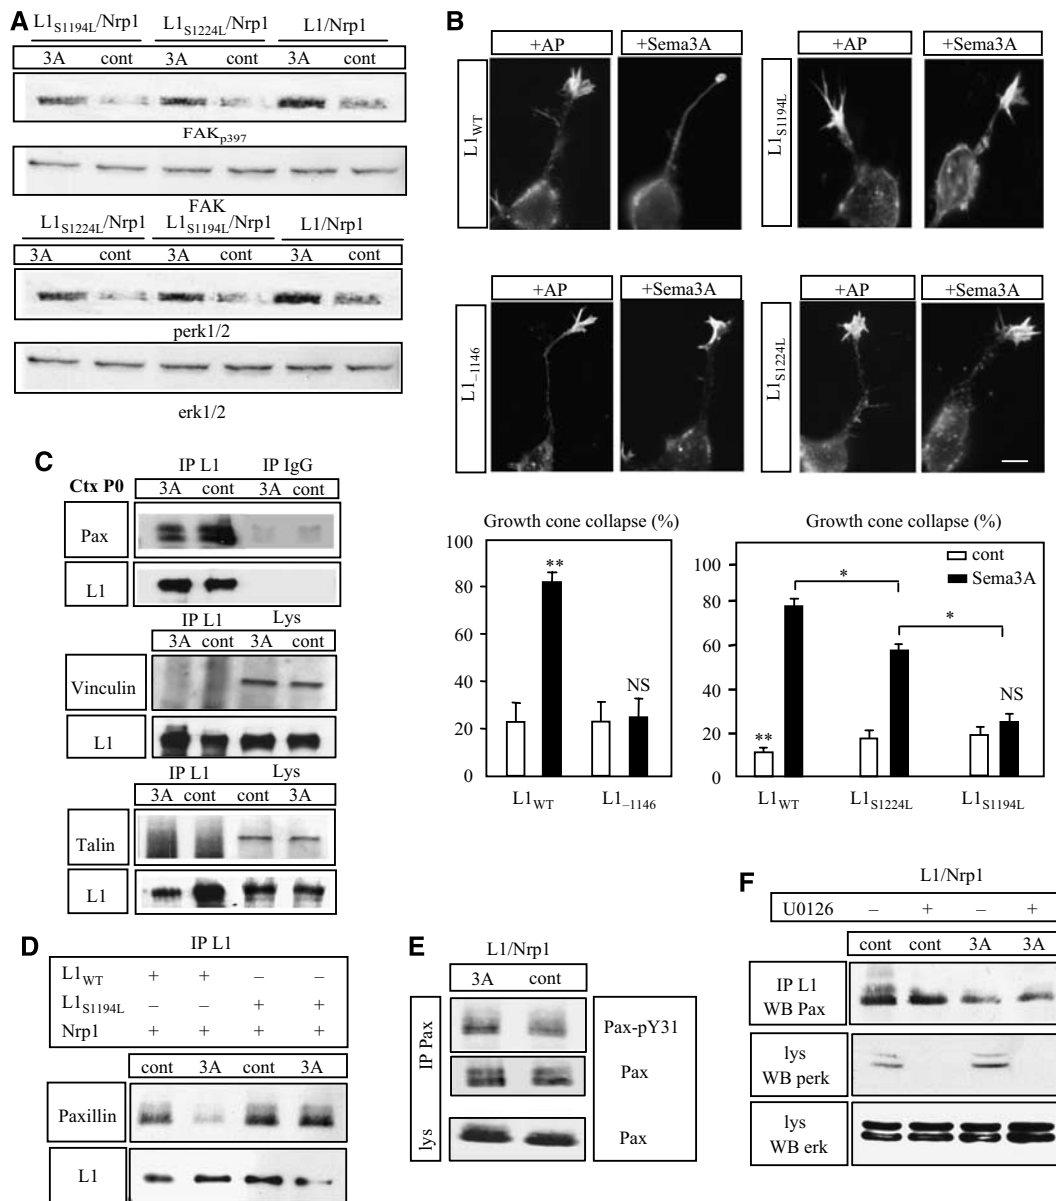 A
L1S1194L/Nrp1 L1S1224L/Nrp1 L1/Nrp1
3A cont 3A cont 3A cont
FAKp397
FAK
L1S1224L/Nrp1 L1S1194L/Nrp1 L1/Nrp1
3A cont 3A cont 3A cont
perk1/2
erk1/2
B
+AP +Sema3A +AP +Sema3A
L1WT
L1S1194L
+AP +Sema3A +AP +Sema3A
L1–1146
L1S1224L
Growth cone collapse (%)
100
80
60
40
20
0
**
NS
L1WT L1–1146
Growth cone collapse (%)
cont
Sema3A
100
80
60
40
20
0
**
*
*
NS
L1WT L1S1224L L1S1194L
C
IP L1 IP IgG
Ctx P0 3A cont 3A cont
Pax
L1
IP L1 Lys
3A cont 3A cont
Vinculin
L1
IP L1 Lys
3A cont cont 3A
Talin
L1
D
IP L1
L1WT + + – –
L1S1194L – – + +
Nrp1 + + + +
cont 3A cont 3A
Paxillin
L1
E
L1/Nrp1
3A cont
IP Pax
Pax-pY31
Pax
lys
Pax
F
L1/Nrp1
U0126 – + – +
cont cont 3A 3A
IP L1
WB Pax
lys
WB perk
lys
WB erk